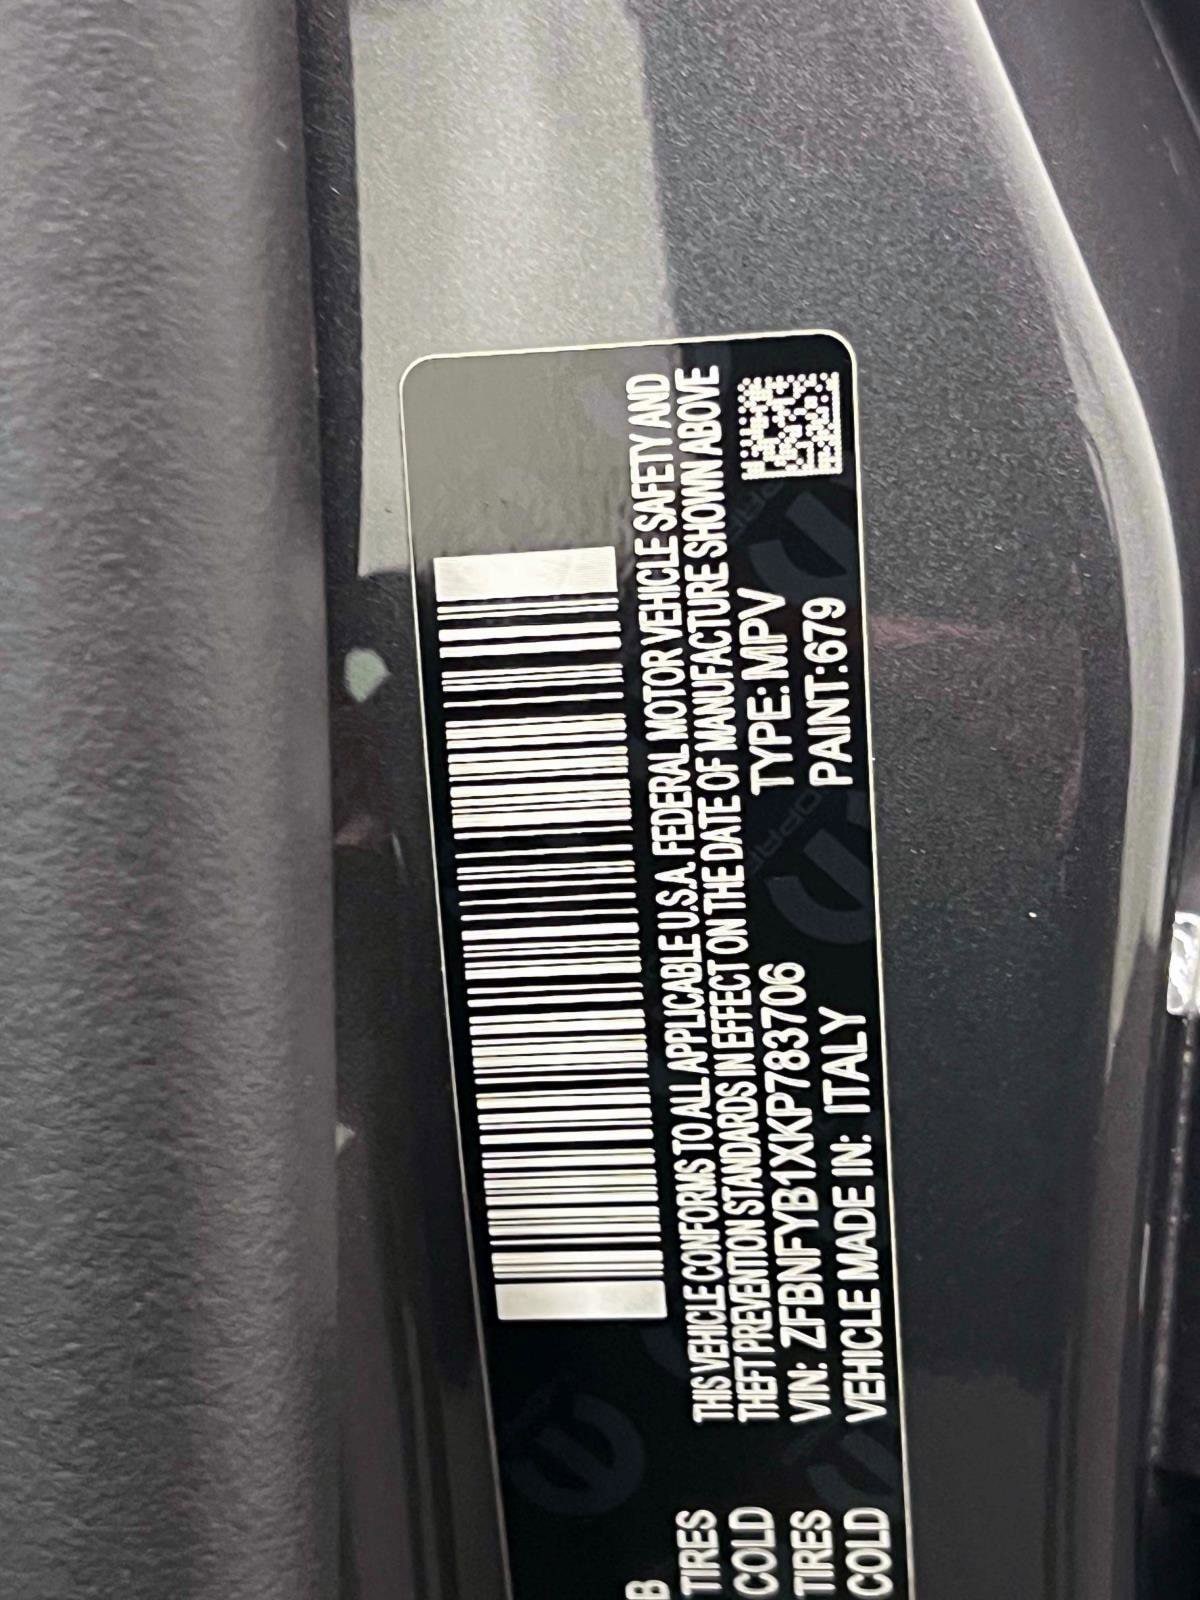 THIS VEHICLE CONFORMS TO ALL APPLICABLE U.S.A. FEDERAL MOTOR VEHICLE SAFETY AND
THEFT PREVENTION STANDARDS IN EFFECT ON THE DATE OF MANUFACTURE SHOWN ABOVE
VIN: ZFBNFYB1XKP783706 TYPE: MPV
VEHICLE MADE IN: ITALY PAINT:679
B
TIRES
COLD
TIRES
COLD